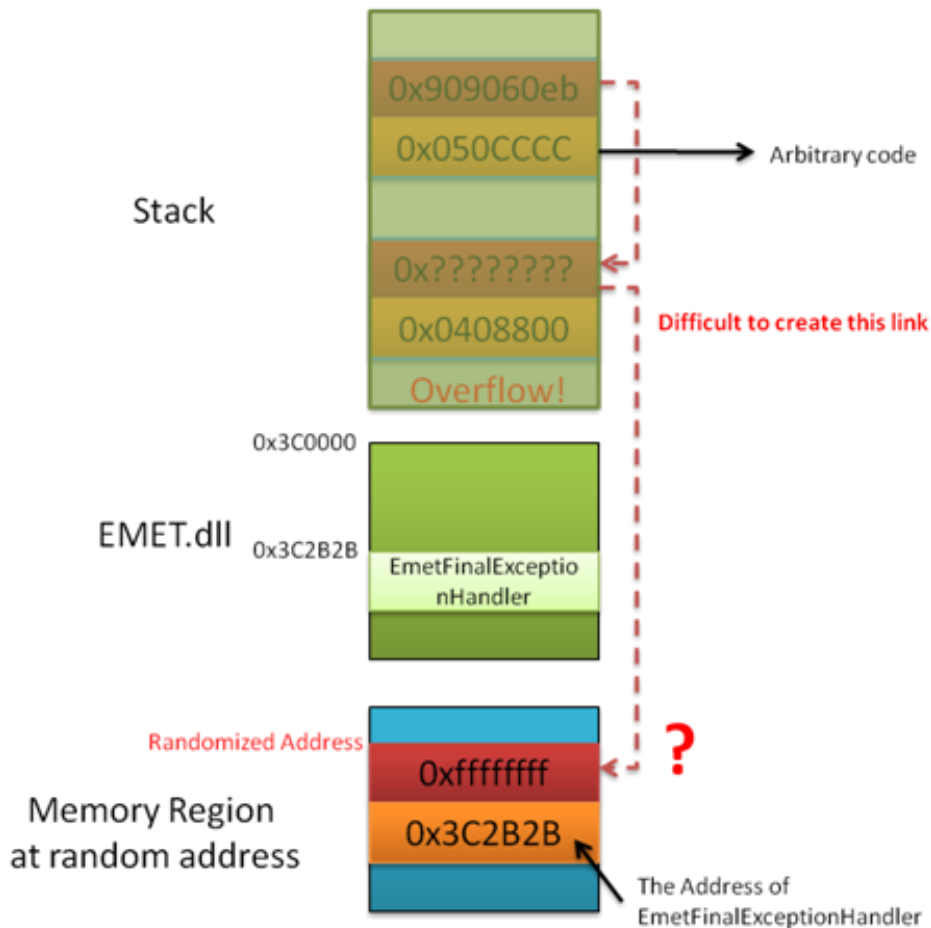 0x909060eb
0x050CCCC
Arbitrary code
Stack
0x????????
Difficult to create this link
0x0408800
Overflow!
0x3C0000
EMET.dll
0x3C2B2B
EmetFinalExceptio
nHandler
Randomized Address
?
0xffffffff
Memory Region
at random address
0x3C2B2B
The Address of
EmetFinalExceptionHandler